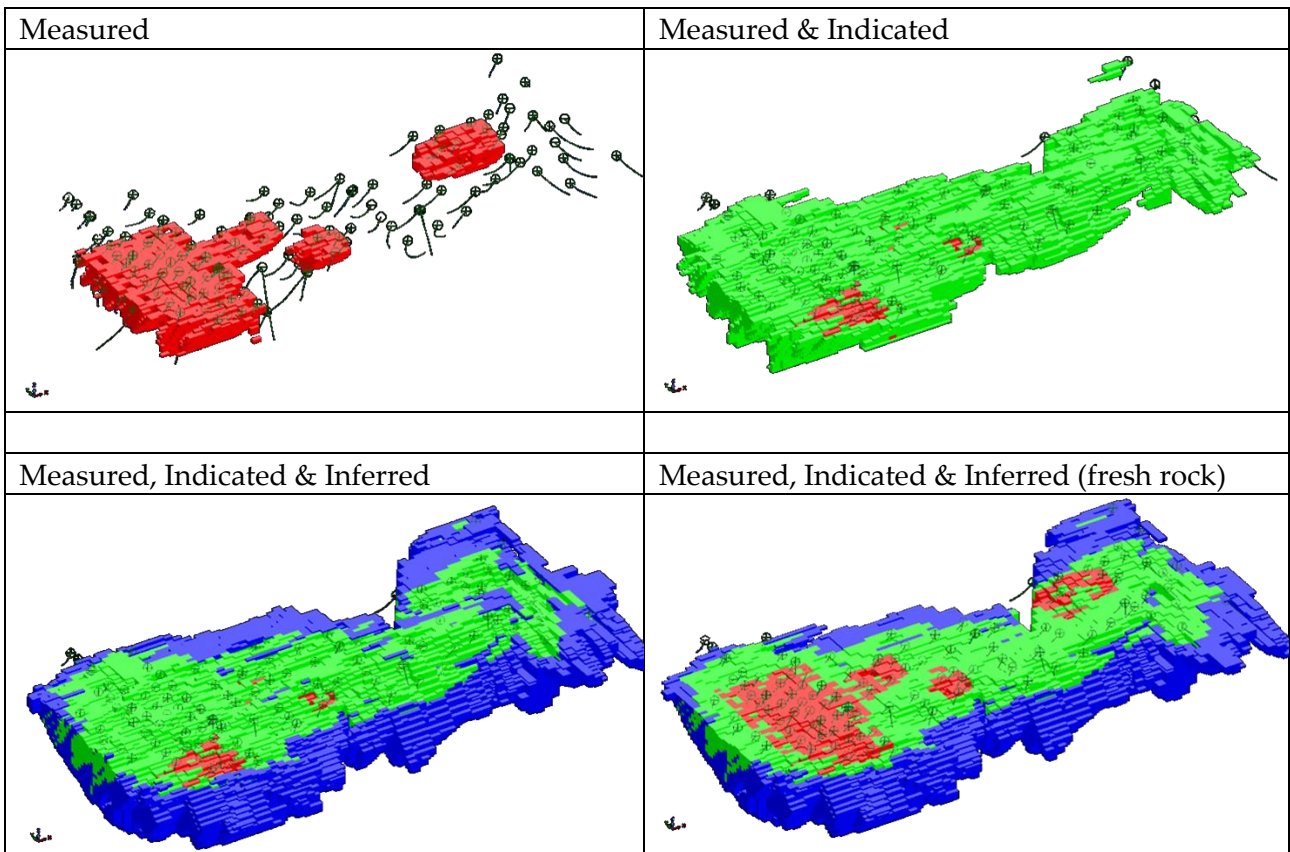 Measured
Measured & Indicated
Measured, Indicated & Inferred
Measured, Indicated & Inferred (fresh rock)